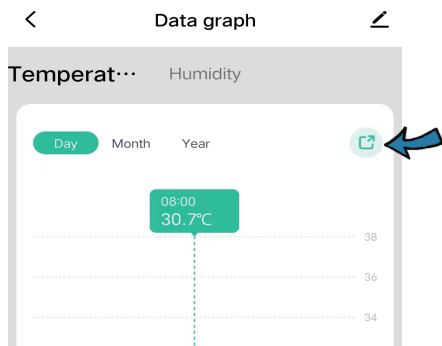 Data graph
Temperat··· Humidity
Day Month Year
08:00
30.7℃
38
36
34